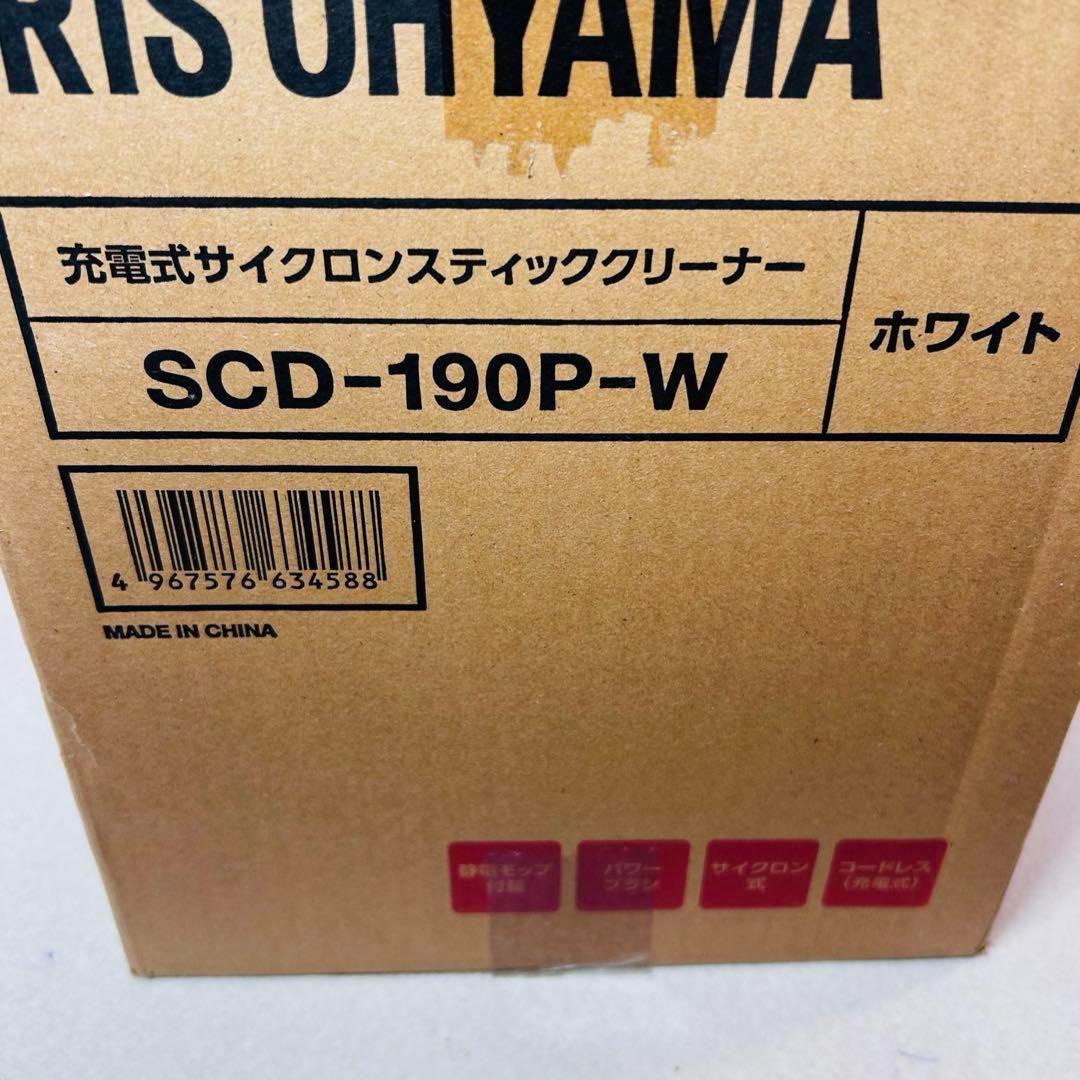 RIS OHYAMA
充電式サイクロンスティッククリーナー
SCD-190P-W
ホワイト
4 967576 634588
MADE IN CHINA
静電モップ
付属
パワー
ブラシ
サイクロン
式
コードレス
(充電式)